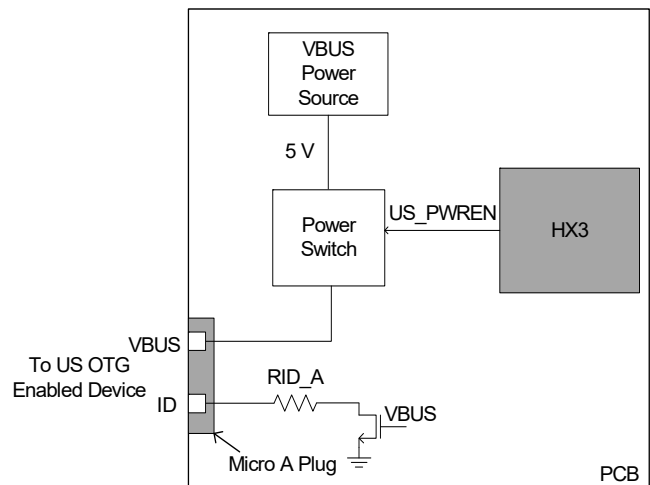 VBUS
Power
Source
5 V
US_PWREN
Power
Switch
HX3
VBUS
To US OTG
Enabled Device
RID_A
ID
VBUS
Micro A Plug
PCB